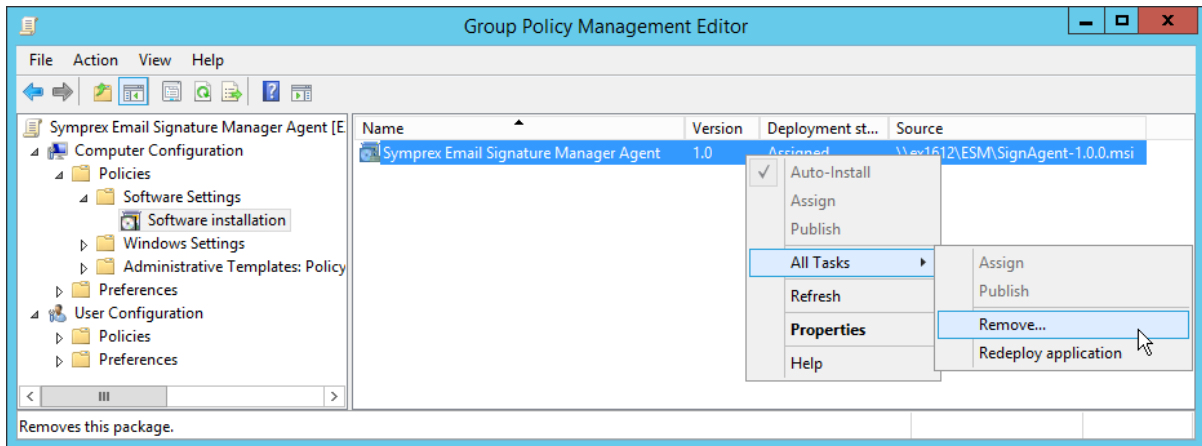 Group Policy Management Editor
File Action View Help
Symprex Email Signature Manager Agent [E
Computer Configuration
Policies
Software Settings
Software installation
Windows Settings
Administrative Templates: Policy
Preferences
User Configuration
Policies
Preferences
Name Version Deployment st... Source
Symprex Email Signature Manager Agent 1.0 Assigned \\ex1612\ESM\SignAgent-1.0.0.msi
Auto-Install
Assign
Publish
All Tasks
Refresh
Properties
Help
Assign
Publish
Remove...
Redeploy application
Removes this package.